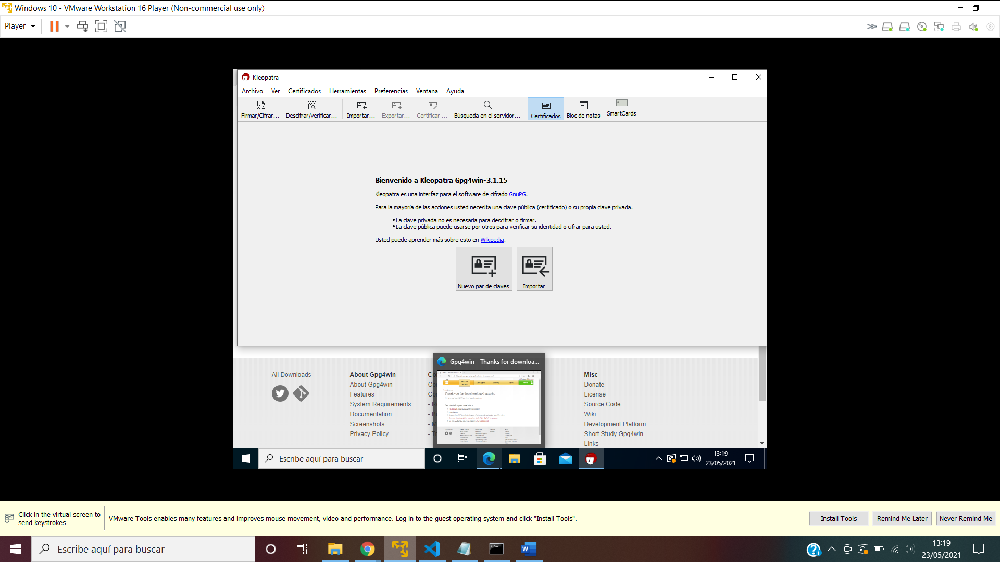 Windows 10 - VMware Workstation 16 Player (Non-commercial use only)
Player
Kleopatra
Archivo Ver Certificados Herramientas Preferencias Ventana Ayuda
Firmar/Cifrar... Descifrar/verificar... Importar... Exportar... Certificar ... Búsqueda en el servidor... Certificados Bloc de notas SmartCards
Bienvenido a Kleopatra Gpg4win-3.1.15
Kleopatra es una interfaz para el software de cifrado GnuPG.
Para la mayoría de las acciones usted necesita una clave pública (certificado) o su propia clave privada.
•La clave privada no es necesaria para descifrar o firmar.
•La clave pública puede usarse por otros para verificar su identidad o cifrar para usted.
Usted puede aprender más sobre esto en Wikipedia.
Nuevo par de claves Importar
Gpg4win - Thanks for downloa...
Thank you for downloading Gpg4win.
All Downloads
About Gpg4win
About Gpg4win
Features
System Requirements
Documentation
Screenshots
Privacy Policy
Misc
Donate
License
Source Code
Wiki
Development Platform
Short Study Gpg4win
Links
Escribe aquí para buscar
13:19
23/05/2021
Click in the virtual screen to
send keystrokes
VMware Tools enables many features and improves mouse movement, video and performance. Log in to the guest operating system and click "Install Tools".
Install Tools Remind Me Later Never Remind Me
Escribe aquí para buscar
13:19
23/05/2021